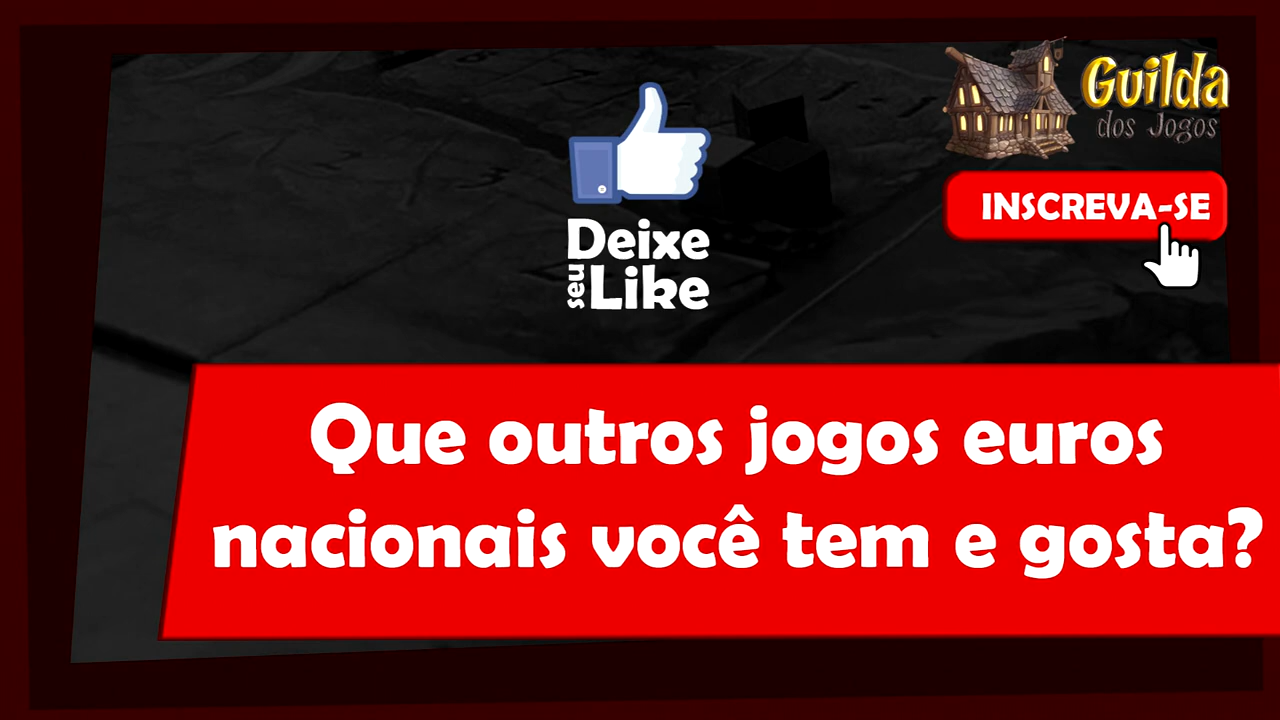 Guilda
dos Jogos
INSCREVA-SE
Deixe
seu Like
Que outros jogos euros
nacionais você tem e gosta?